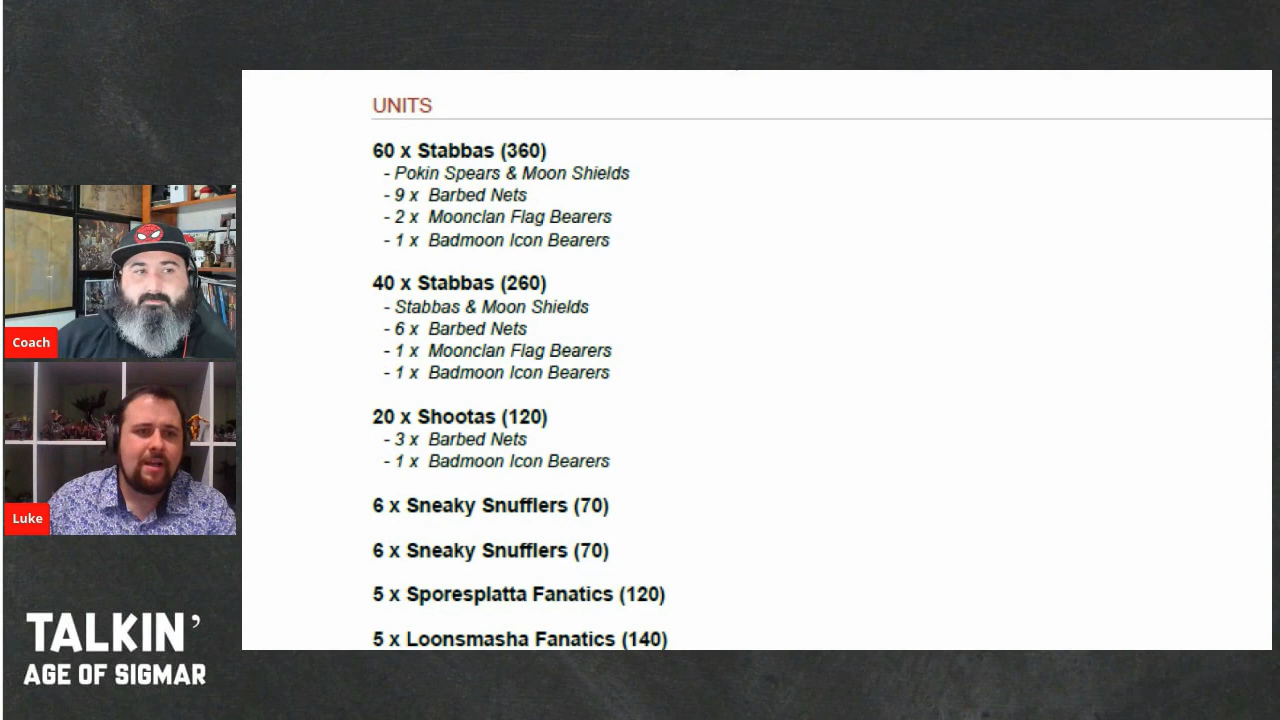 UNITS
60 x Stabbas (360)
- Pokin Spears & Moon Shields
- 9 x Barbed Nets
- 2 x Moonclan Flag Bearers
- 1 x Badmoon Icon Bearers
40 x Stabbas (260)
- Stabbas & Moon Shields
- 6 x Barbed Nets
- 1 x Moonclan Flag Bearers
- 1 x Badmoon Icon Bearers
20 x Shootas (120)
- 3 x Barbed Nets
- 1 x Badmoon Icon Bearers
6 x Sneaky Snufflers (70)
6 x Sneaky Snufflers (70)
5 x Sporesplatta Fanatics (120)
5 x Loonsmasha Fanatics (140)
Coach
Luke
TALKIN’
AGE OF SIGMAR